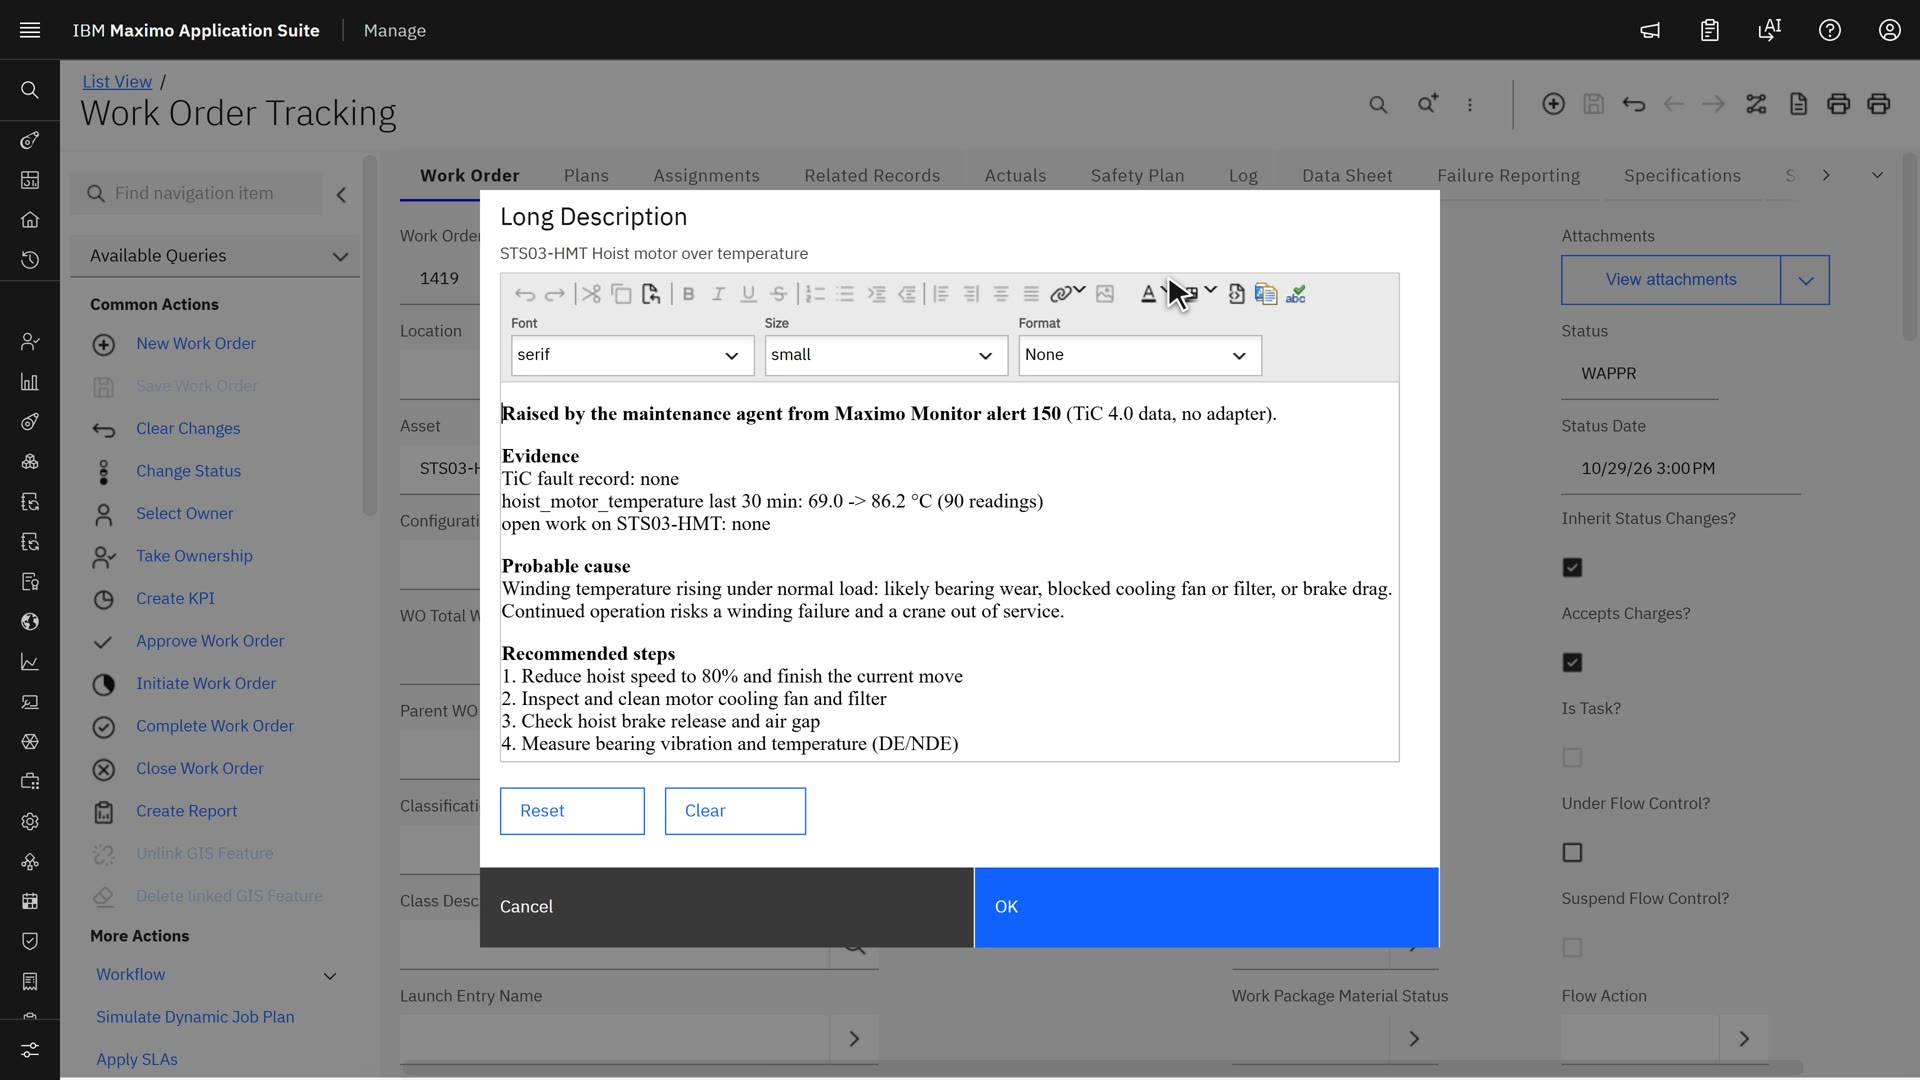 IBM Maximo Application Suite
Manage
List View /
Work Order Tracking
Find navigation item
Available Queries
Common Actions
New Work Order
Save Work Order
Clear Changes
Change Status
Select Owner
Take Ownership
Create KPI
Approve Work Order
Initiate Work Order
Complete Work Order
Close Work Order
Create Report
Unlink GIS Feature
Delete linked GIS Feature
More Actions
Workflow
Simulate Dynamic Job Plan
Apply SLAs
Work Order
Plans
Assignments
Related Records
Actuals
Safety Plan
Log
Data Sheet
Failure Reporting
Specifications
Work Order
1419
Location
Asset
STS03-H
Configurati
WO Total W
Parent WO
Classificati
Class Desc
Launch Entry Name
Long Description
STS03-HMT Hoist motor over temperature
Font
Size
Format
serif
small
None
Raised by the maintenance agent from Maximo Monitor alert 150 (TiC 4.0 data, no adapter).
Evidence
TiC fault record: none
hoist_motor_temperature last 30 min: 69.0 -> 86.2 °C (90 readings)
open work on STS03-HMT: none
Probable cause
Winding temperature rising under normal load: likely bearing wear, blocked cooling fan or filter, or brake drag.
Continued operation risks a winding failure and a crane out of service.
Recommended steps
1. Reduce hoist speed to 80% and finish the current move
2. Inspect and clean motor cooling fan and filter
3. Check hoist brake release and air gap
4. Measure bearing vibration and temperature (DE/NDE)
Reset
Clear
Cancel
OK
Work Package Material Status
Attachments
View attachments
Status
WAPPR
Status Date
10/29/26 3:00 PM
Inherit Status Changes?
Accepts Charges?
Is Task?
Under Flow Control?
Suspend Flow Control?
Flow Action